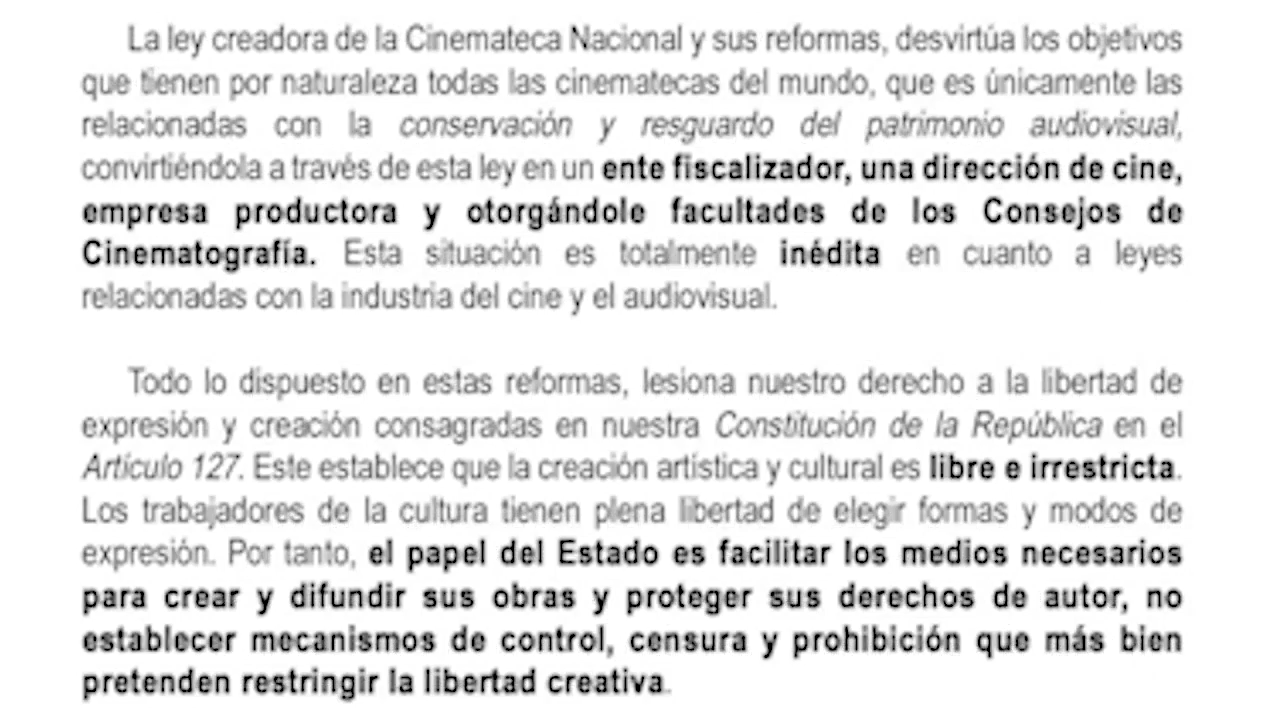 La ley creadora de la Cinemateca Nacional y sus reformas, desvirtúa los objetivos
que tienen por naturaleza todas las cinematecas del mundo, que es únicamente las
relacionadas con la conservación y resguardo del patrimonio audiovisual,
convirtiéndola a través de esta ley en un ente fiscalizador, una dirección de cine,
empresa productora y otorgándole facultades de los Consejos de
Cinematografía. Esta situación es totalmente inédita en cuanto a leyes
relacionadas con la industria del cine y el audiovisual.
Todo lo dispuesto en estas reformas, lesiona nuestro derecho a la libertad de
expresión y creación consagradas en nuestra Constitución de la República en el
Artículo 127. Este establece que la creación artística y cultural es libre e irrestricta.
Los trabajadores de la cultura tienen plena libertad de elegir formas y modos de
expresión. Por tanto, el papel del Estado es facilitar los medios necesarios
para crear y difundir sus obras y proteger sus derechos de autor, no
establecer mecanismos de control, censura y prohibición que más bien
pretenden restringir la libertad creativa.